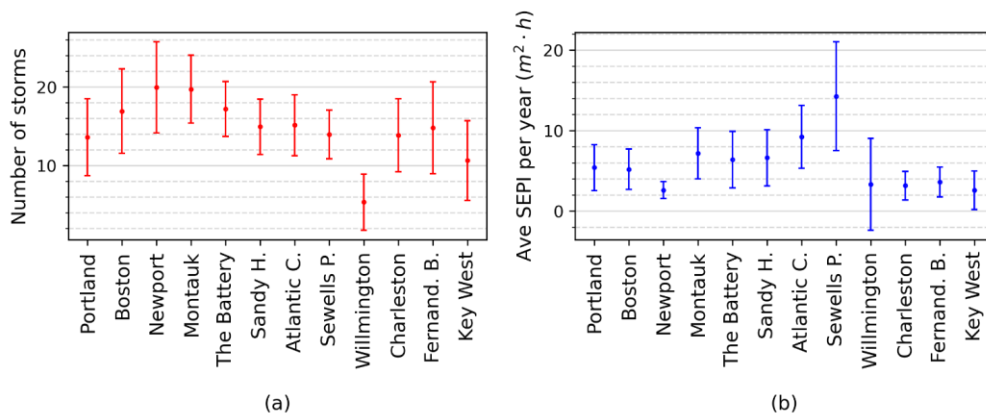 Number of storms
20
10
Portland
Boston
Newport
Montauk
The Battery
Sandy H.
Atlantic C.
Sewells P.
Willmington
Charleston
Fernand. B.
Key West
(a)
Ave SEPI per year (m² · h)
20
10
0
Portland
Boston
Newport
Montauk
The Battery
Sandy H.
Atlantic C.
Sewells P.
Willmington
Charleston
Fernand. B.
Key West
(b)